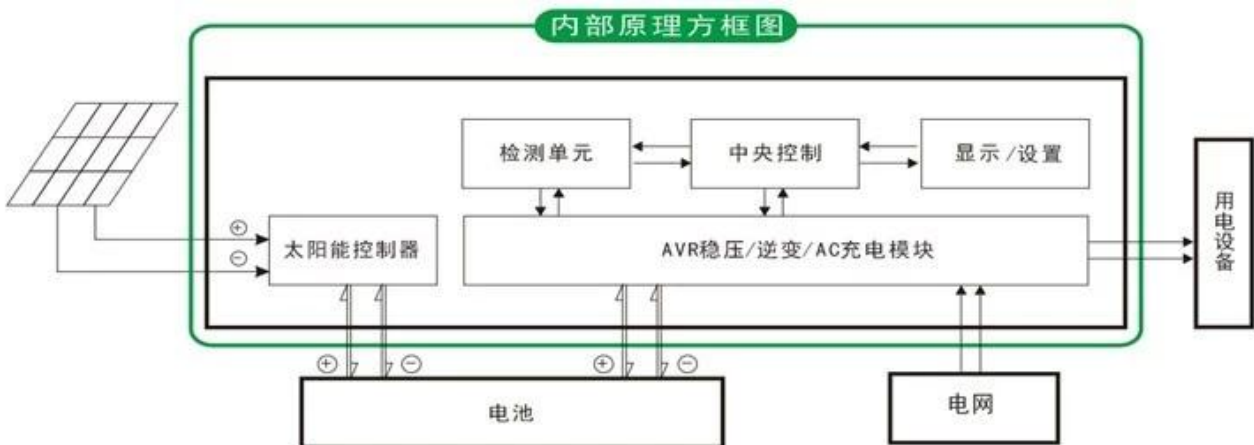 内部原理方框图
检测单元
中央控制
显示/设置
用电设备
⊕
太阳能控制器
AVR稳压/逆变/AC充电模块
⊖
⊕
⊖
⊕
⊖
电池
电网